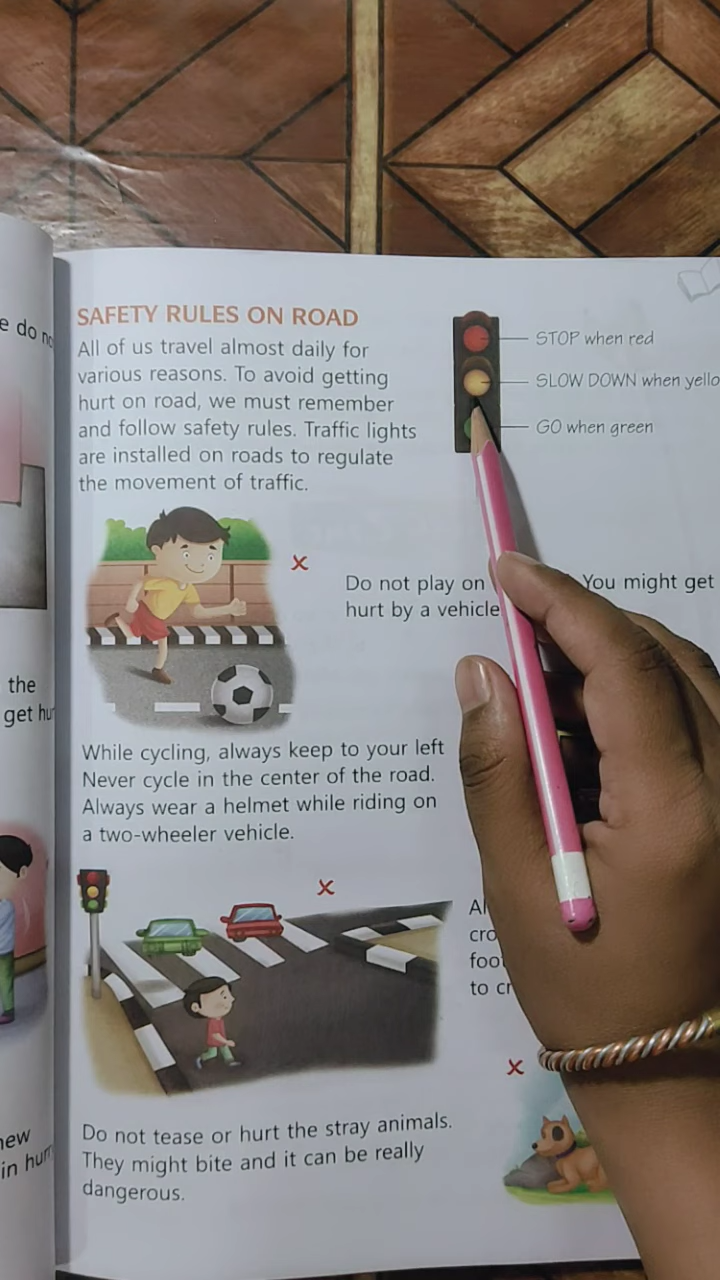 e do no
the
get hur
new
in hurr
SAFETY RULES ON ROAD
All of us travel almost daily for
various reasons. To avoid getting
hurt on road, we must remember
and follow safety rules. Traffic lights
are installed on roads to regulate
the movement of traffic.
STOP when red
SLOW DOWN when yello
GO when green
Do not play on You might get
hurt by a vehicle
While cycling, always keep to your left
Never cycle in the center of the road.
Always wear a helmet while riding on
a two-wheeler vehicle.
Al
cro
foo
to cr
Do not tease or hurt the stray animals.
They might bite and it can be really
dangerous.